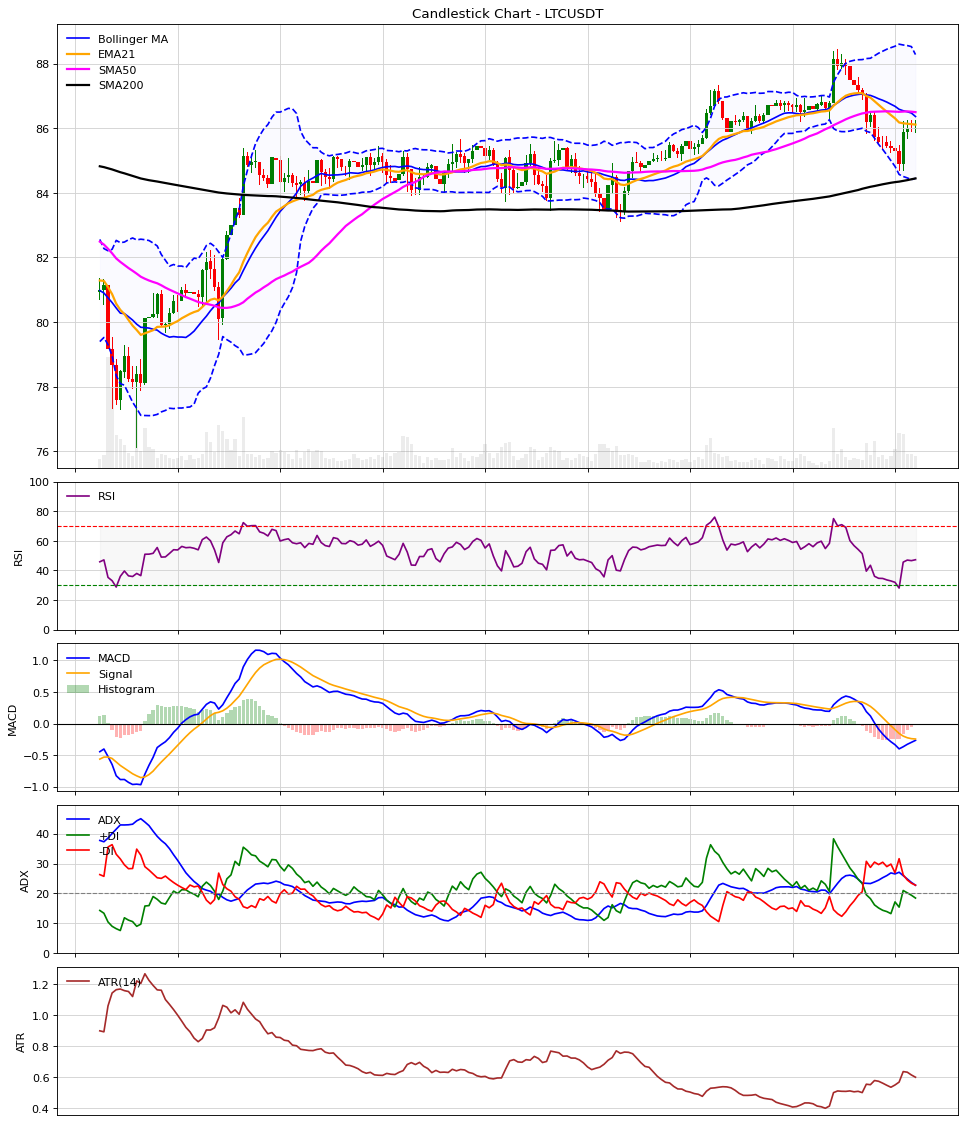 Candlestick Chart - LTCUSDT
Bollinger MA
EMA21
SMA50
SMA200
88
86
84
82
80
78
76
RSI
RSI
100
80
60
40
20
0
MACD
Signal
Histogram
MACD
1.0
0.5
0.0
−0.5
−1.0
ADX
+DI
-DI
ADX
40
30
20
10
0
ATR(14)
ATR
1.2
1.0
0.8
0.6
0.4